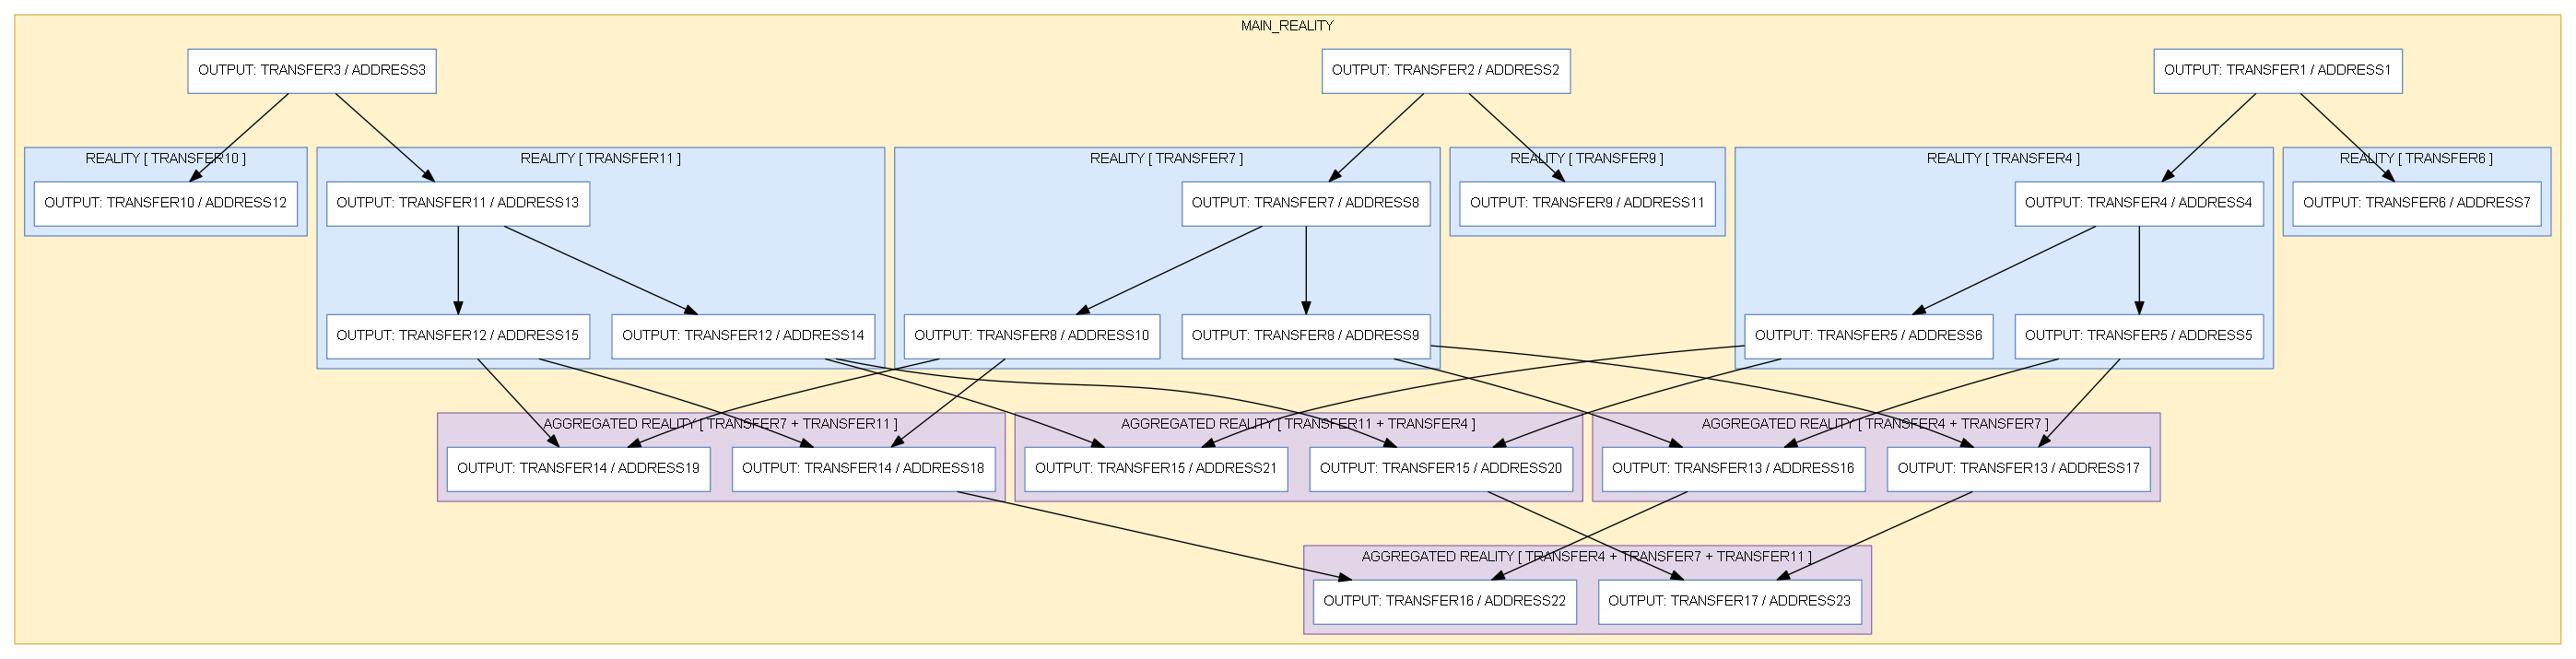 MAIN_REALITY
OUTPUT: TRANSFER3 / ADDRESS3
OUTPUT: TRANSFER2 / ADDRESS2
OUTPUT: TRANSFER1 / ADDRESS1
REALITY [ TRANSFER10 ]
REALITY [ TRANSFER11 ]
REALITY [ TRANSFER7 ]
REALITY [ TRANSFER9 ]
REALITY [ TRANSFER4 ]
REALITY [ TRANSFER6 ]
OUTPUT: TRANSFER10 / ADDRESS12
OUTPUT: TRANSFER11 / ADDRESS13
OUTPUT: TRANSFER7 / ADDRESS8
OUTPUT: TRANSFER9 / ADDRESS11
OUTPUT: TRANSFER4 / ADDRESS4
OUTPUT: TRANSFER6 / ADDRESS7
OUTPUT: TRANSFER12 / ADDRESS15
OUTPUT: TRANSFER12 / ADDRESS14
OUTPUT: TRANSFER8 / ADDRESS10
OUTPUT: TRANSFER8 / ADDRESS9
OUTPUT: TRANSFER5 / ADDRESS6
OUTPUT: TRANSFER5 / ADDRESS5
AGGREGATED REALITY [ TRANSFER7 + TRANSFER11 ]
AGGREGATED REALITY [ TRANSFER11 + TRANSFER4 ]
AGGREGATED REALITY [ TRANSFER4 + TRANSFER7 ]
OUTPUT: TRANSFER14 / ADDRESS19
OUTPUT: TRANSFER14 / ADDRESS18
OUTPUT: TRANSFER15 / ADDRESS21
OUTPUT: TRANSFER15 / ADDRESS20
OUTPUT: TRANSFER13 / ADDRESS16
OUTPUT: TRANSFER13 / ADDRESS17
AGGREGATED REALITY [ TRANSFER4 + TRANSFER7 + TRANSFER11 ]
OUTPUT: TRANSFER16 / ADDRESS22
OUTPUT: TRANSFER17 / ADDRESS23